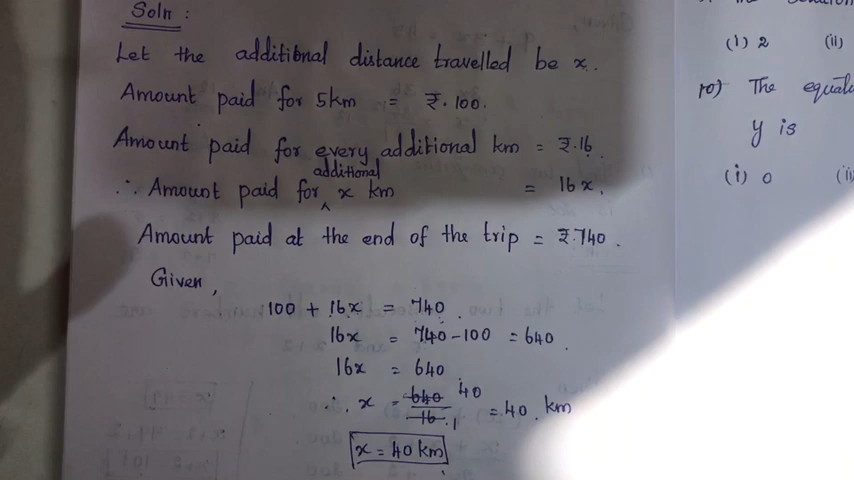 Soln :
Let the additional distance travelled be x.
Amount paid for 5km = ₹.100.
Amount paid for every additional km = ₹.16.
∴ Amount paid for additional x km = 16x.
Amount paid at the end of the trip = ₹.740.
Given,
100 + 16x = 740.
16x = 740 - 100 = 640.
16x = 640
∴ x = 640/16 40 1 = 40. km
x = 40 km
(i) 2 (ii)
10) The
y is
(i) 0 (ii)